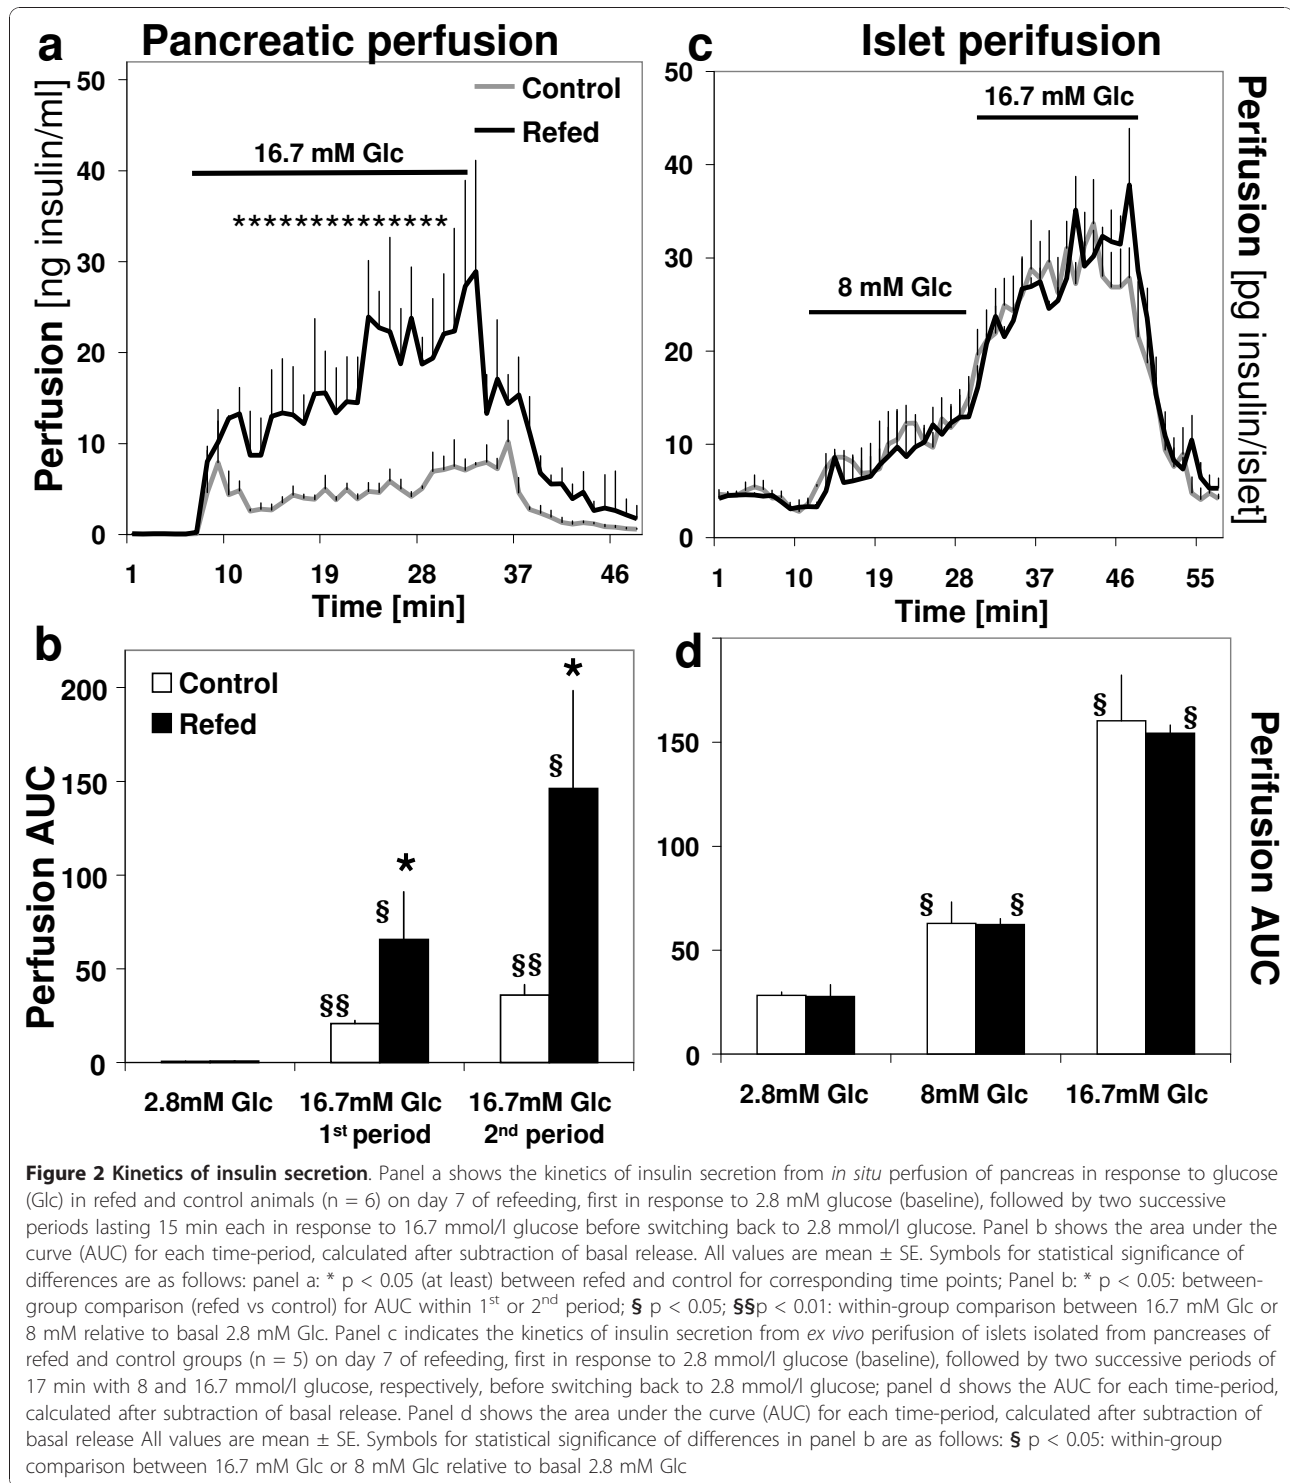 a Pancreatic perfusion
Perfusion [ng insulin/ml]
50
40
30
20
10
0
Control
Refed
16.7 mM Glc
**************
1 10 19 28 37 46
Time [min]
c Islet perifusion
Perifusion [pg insulin/islet]
50
40
30
20
10
0
16.7 mM Glc
8 mM Glc
1 10 19 28 37 46 55
Time [min]
b
Perfusion AUC
200
150
100
50
0
Control
Refed
§§ § *
§§ § *
2.8mM Glc 16.7mM Glc 16.7mM Glc
1st period 2nd period
d
Perifusion AUC
150
100
50
0
§ §
§ §
2.8mM Glc 8mM Glc 16.7mM Glc
Figure 2 Kinetics of insulin secretion. Panel a shows the kinetics of insulin secretion from in situ perfusion of pancreas in response to glucose
(Glc) in refed and control animals (n = 6) on day 7 of refeeding, first in response to 2.8 mM glucose (baseline), followed by two successive
periods lasting 15 min each in response to 16.7 mmol/l glucose before switching back to 2.8 mmol/l glucose. Panel b shows the area under the
curve (AUC) for each time-period, calculated after subtraction of basal release. All values are mean ± SE. Symbols for statistical significance of
differences are as follows: panel a: * p < 0.05 (at least) between refed and control for corresponding time points; Panel b: * p < 0.05: between-
group comparison (refed vs control) for AUC within 1st or 2nd period; § p < 0.05; §§p < 0.01: within-group comparison between 16.7 mM Glc or
8 mM relative to basal 2.8 mM Glc. Panel c indicates the kinetics of insulin secretion from ex vivo perifusion of islets isolated from pancreases of
refed and control groups (n = 5) on day 7 of refeeding, first in response to 2.8 mmol/l glucose (baseline), followed by two successive periods of
17 min with 8 and 16.7 mmol/l glucose, respectively, before switching back to 2.8 mmol/l glucose; panel d shows the AUC for each time-period,
calculated after subtraction of basal release. Panel d shows the area under the curve (AUC) for each time-period, calculated after subtraction of
basal release All values are mean ± SE. Symbols for statistical significance of differences in panel b are as follows: § p < 0.05: within-group
comparison between 16.7 mM Glc or 8 mM Glc relative to basal 2.8 mM Glc